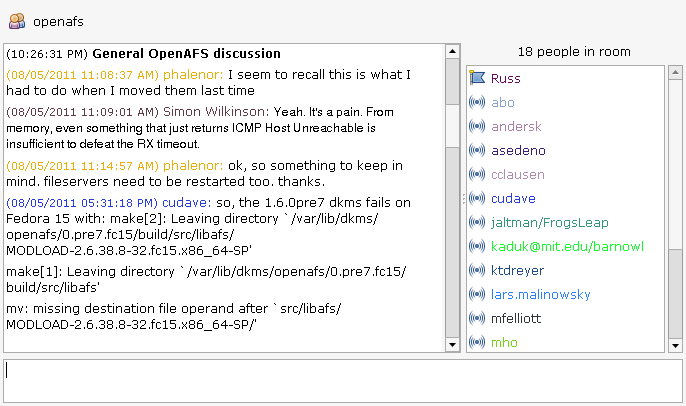 openafs
(10:26:31 PM) General OpenAFS discussion
(08/05/2011 11:08:37 AM) phalenor: I seem to recall this is what I
had to do when I moved them last time
(08/05/2011 11:09:01 AM) Simon Wilkinson: Yeah. It's a pain. From
memory, even something that just returns ICMP Host Unreachable is
insufficient to defeat the RX timeout.
(08/05/2011 11:14:57 AM) phalenor: ok, so something to keep in
mind. fileservers need to be restarted too. thanks.
(08/05/2011 05:31:18 PM) cudave: so, the 1.6.0pre7 dkms fails on
Fedora 15 with: make[2]: Leaving directory `/var/lib/dkms/
openafs/0.pre7.fc15/build/src/libafs/
MODLOAD-2.6.38.8-32.fc15.x86_64-SP'
make[1]: Leaving directory `/var/lib/dkms/openafs/0.pre7.fc15/
build/src/libafs'
mv: missing destination file operand after `src/libafs/
MODLOAD-2.6.38.8-32.fc15.x86_64-SP/'
18 people in room
Russ
abo
andersk
asedeno
cclausen
cudave
jaltman/FrogsLeap
kaduk@mit.edu/barnowl
ktdreyer
lars.malinowsky
mfelliott
mho